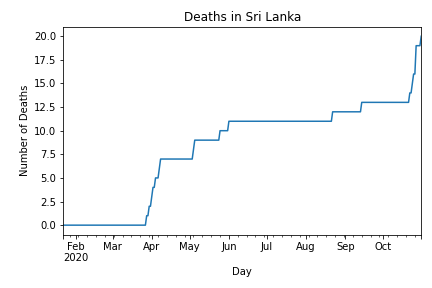 Deaths in Sri Lanka
20.0
17.5
15.0
12.5
10.0
7.5
5.0
2.5
0.0
Number of Deaths
Feb Mar Apr May Jun Jul Aug Sep Oct
2020
Day